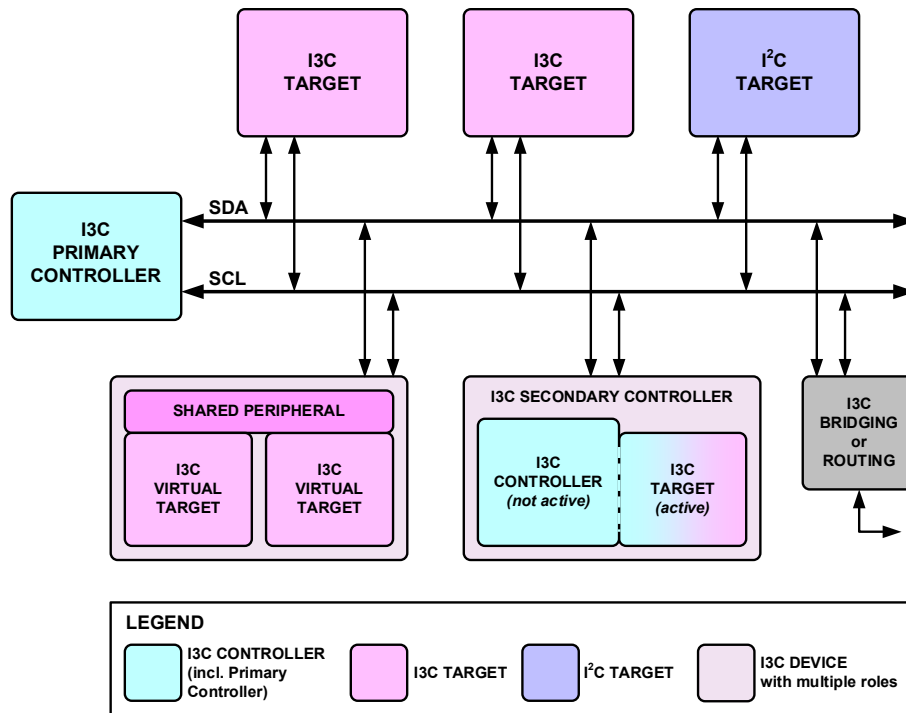 I3C
TARGET
I3C
TARGET
I²C
TARGET
SDA
I3C
PRIMARY
CONTROLLER
SCL
SHARED PERIPHERAL
I3C
VIRTUAL
TARGET
I3C
VIRTUAL
TARGET
I3C SECONDARY CONTROLLER
I3C
CONTROLLER
(not active)
I3C
TARGET
(active)
I3C
BRIDGING
or
ROUTING
LEGEND
I3C CONTROLLER
(incl. Primary
Controller)
I3C TARGET
I²C TARGET
I3C DEVICE
with multiple roles